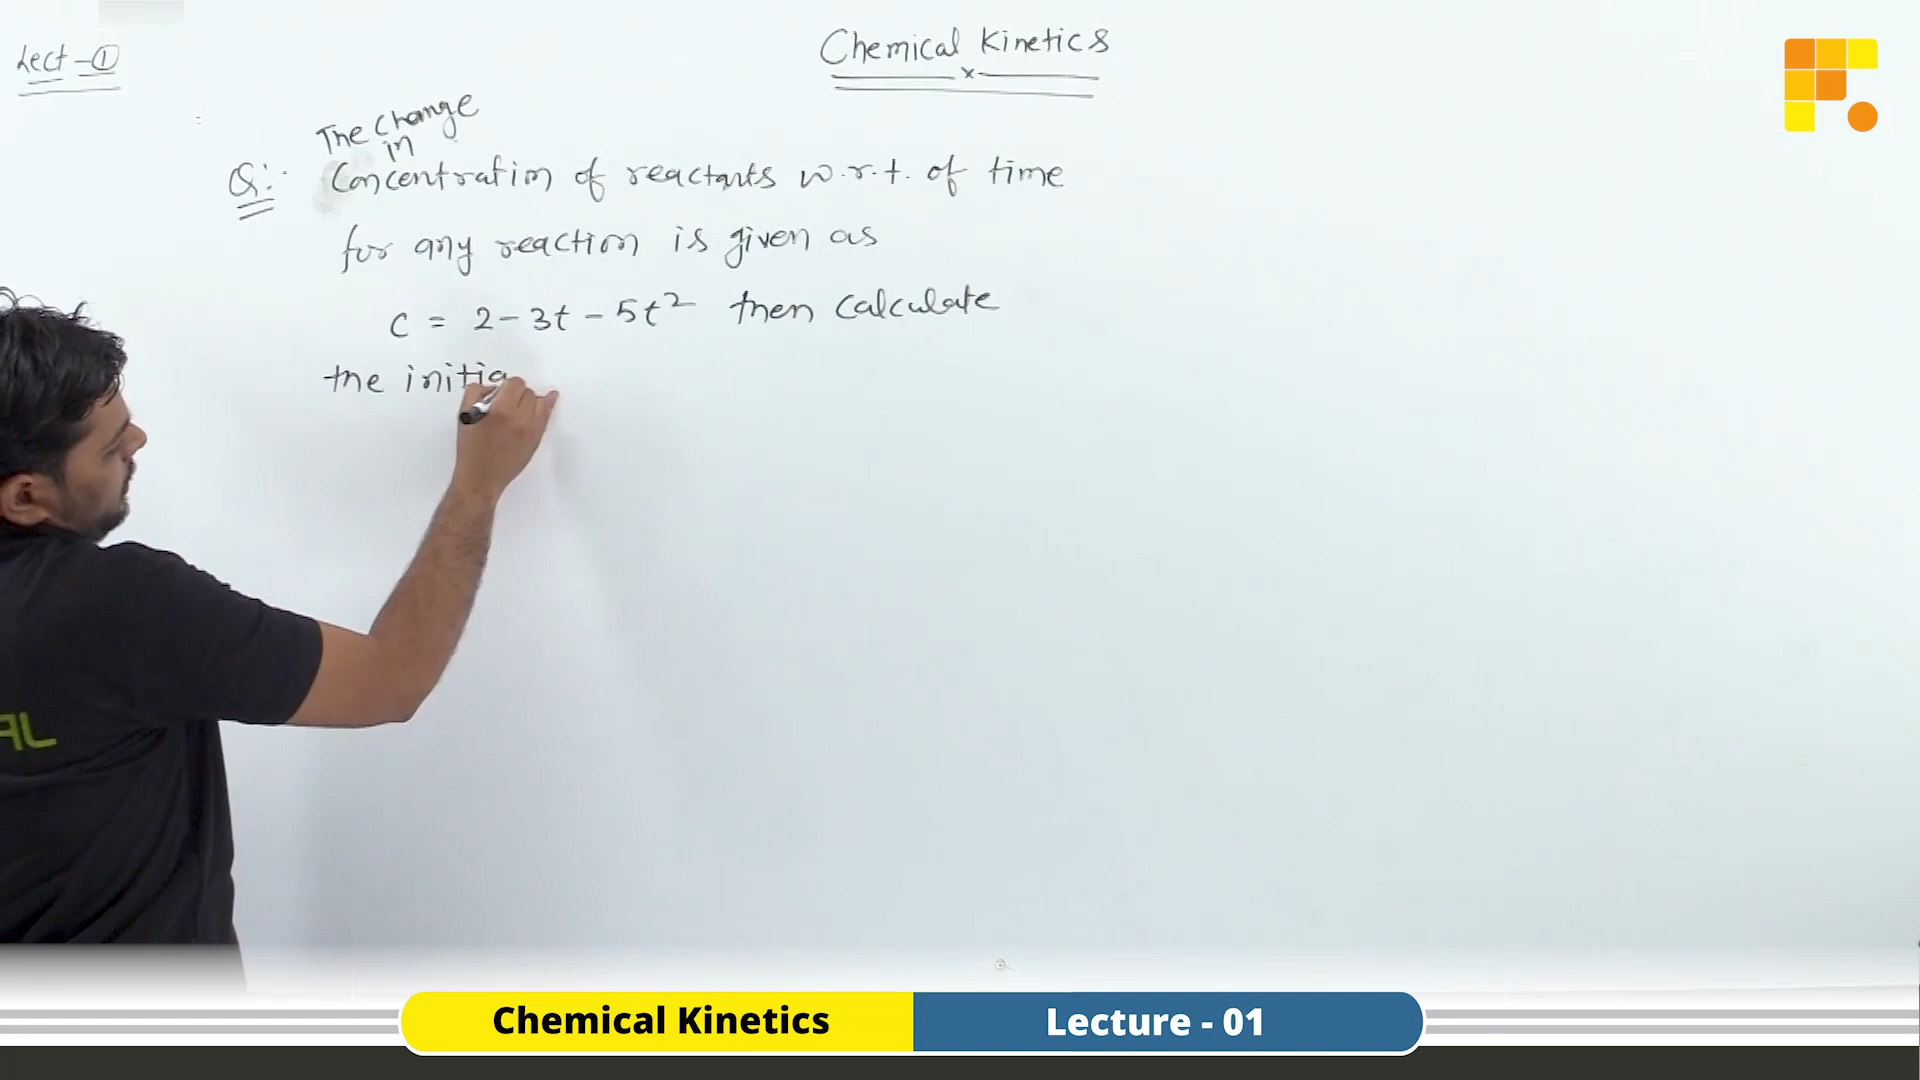 Lect-①
Chemical Kinetics
x
The Change
in
Q:- Concentration of reactants w.r.t. of time
for any reaction is given as
C = 2-3t-5t² then Calculate
the initia
AL
Chemical Kinetics
Lecture - 01